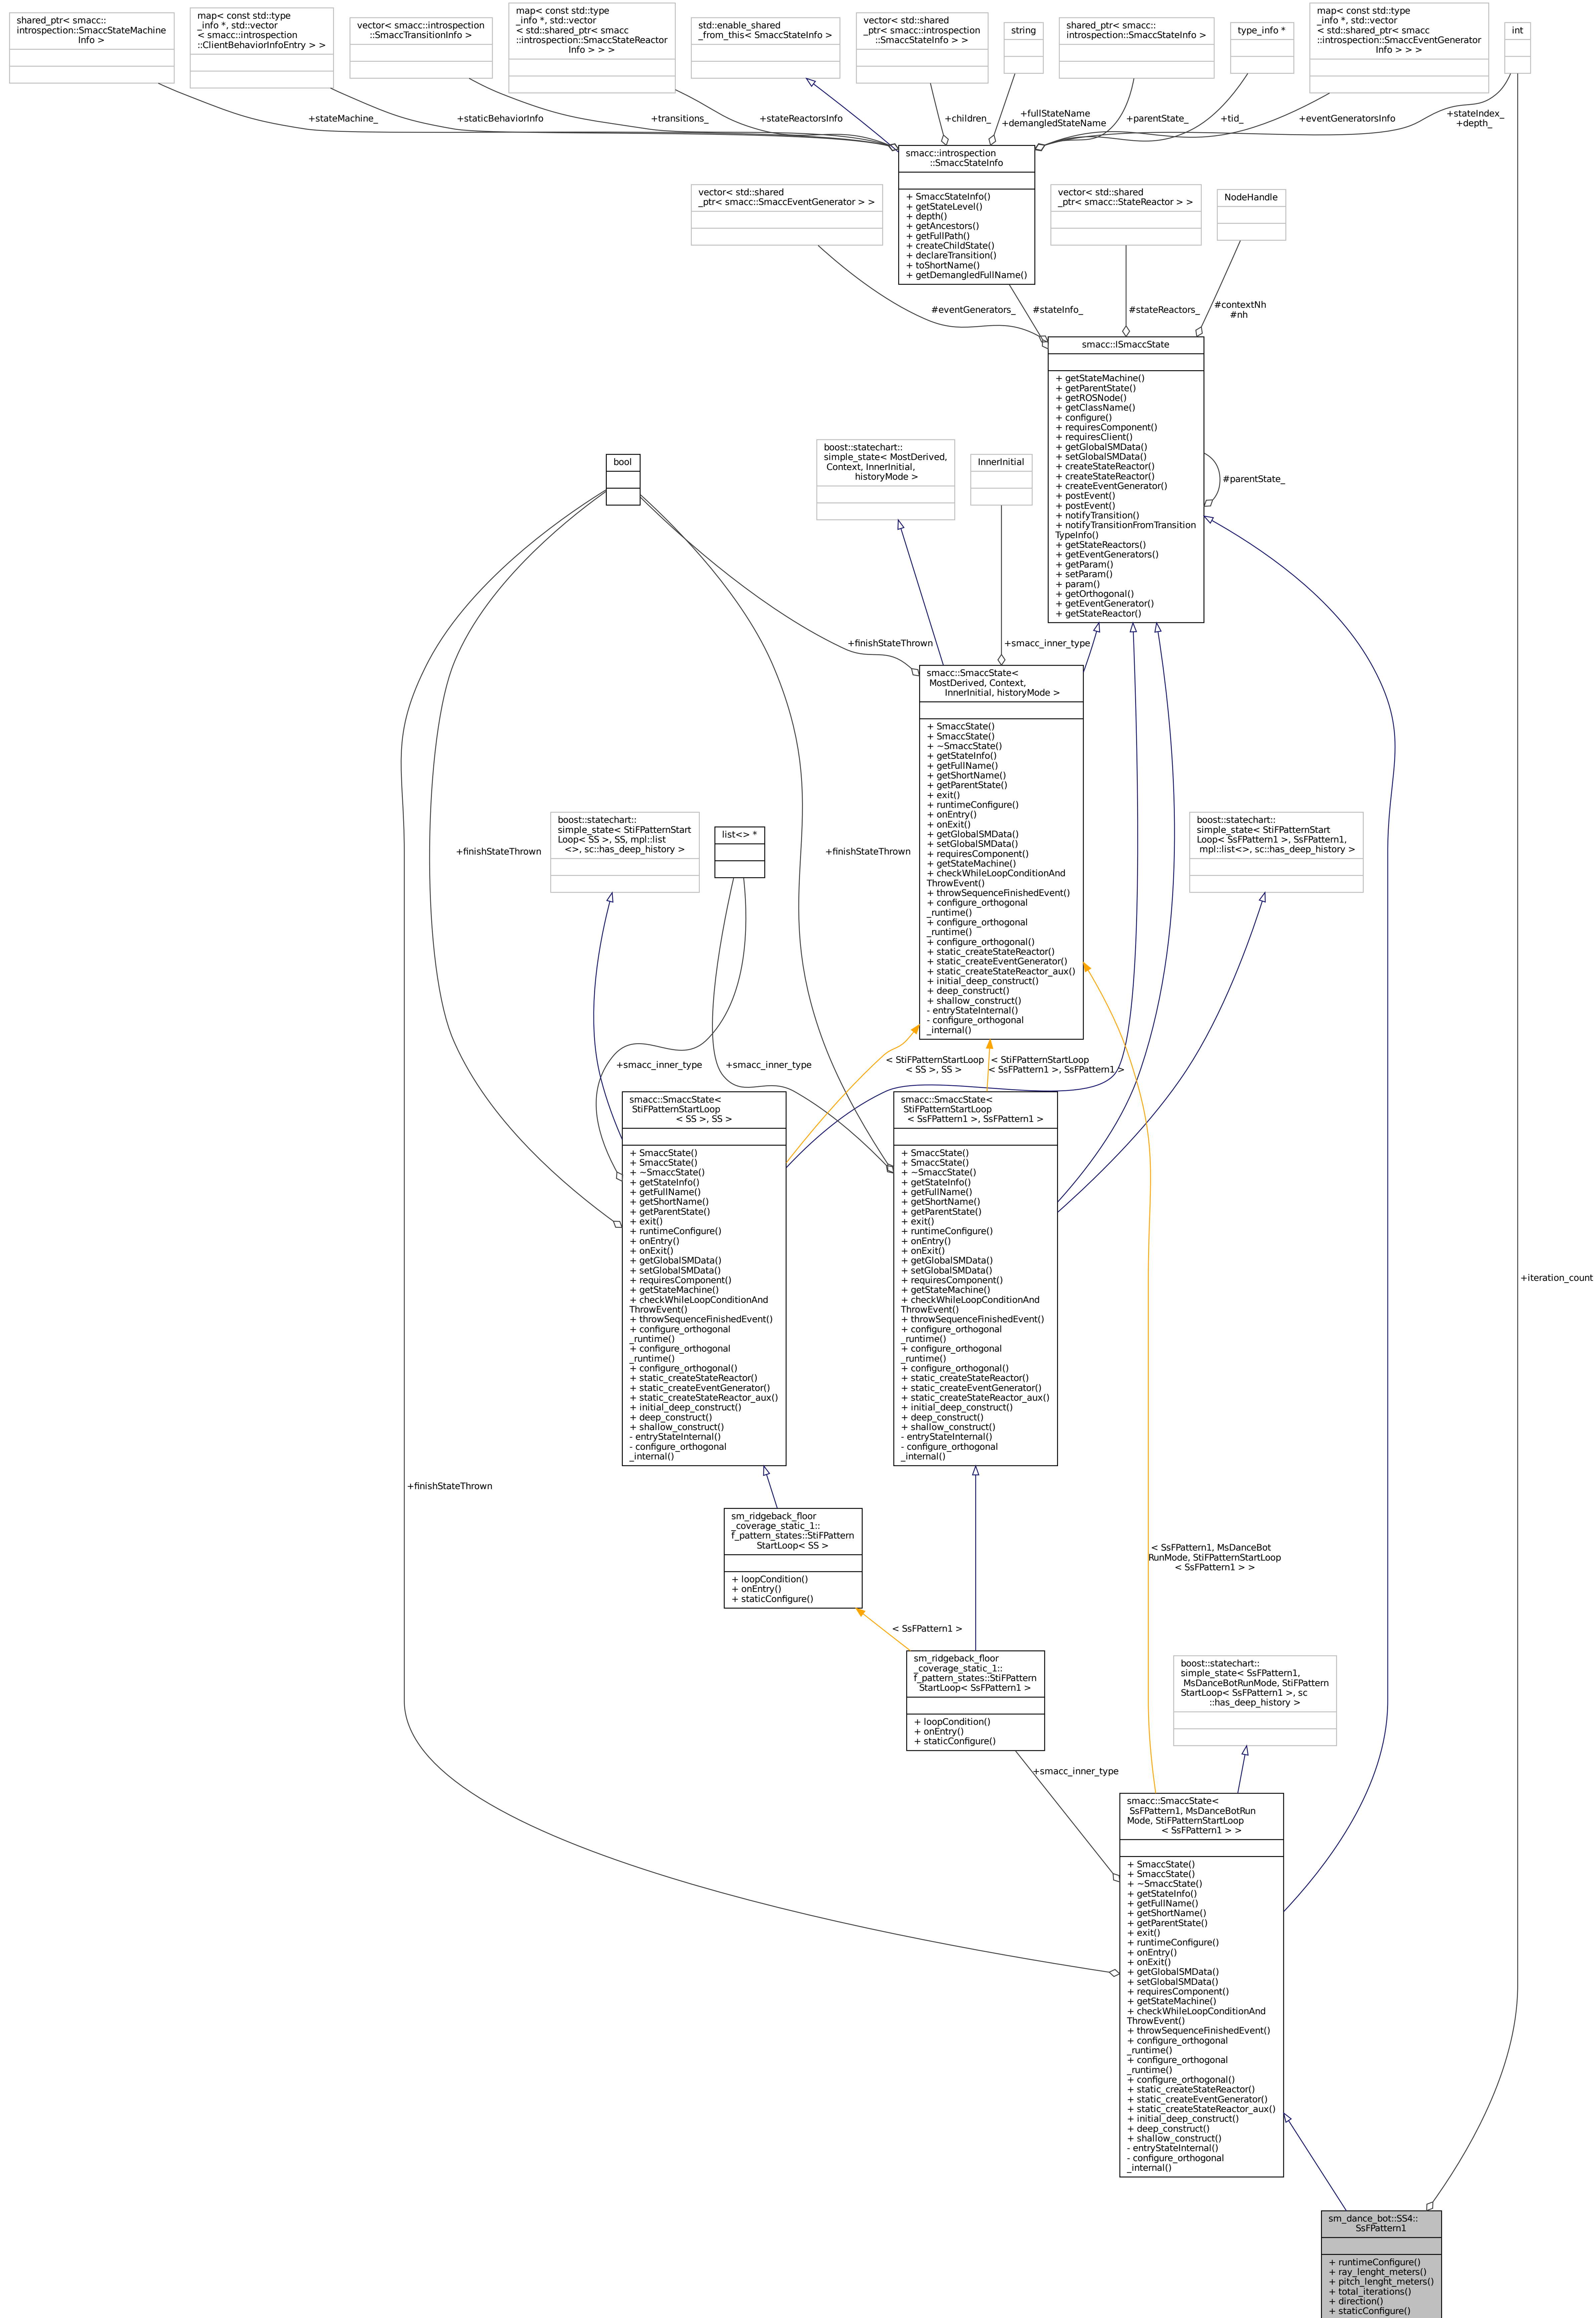 shared_ptr< smacc::
introspection::SmaccStateMachine
Info >
map< const std::type
_info *, std::vector
< smacc::introspection
::ClientBehaviorInfoEntry > >
vector< smacc::introspection
::SmaccTransitionInfo >
map< const std::type
_info *, std::vector
< std::shared_ptr< smacc
::introspection::SmaccStateReactor
Info > > >
std::enable_shared
_from_this< SmaccStateInfo >
vector< std::shared
_ptr< smacc::introspection
::SmaccStateInfo > >
string
shared_ptr< smacc::
introspection::SmaccStateInfo >
type_info *
map< const std::type
_info *, std::vector
< std::shared_ptr< smacc
::introspection::SmaccEventGenerator
Info > > >
int
+stateMachine_
+staticBehaviorInfo
+transitions_
+stateReactorsInfo
+children_
+fullStateName
+demangledStateName
+parentState_
+tid_
+eventGeneratorsInfo
+stateIndex_
+depth_
smacc::introspection
::SmaccStateInfo
+ SmaccStateInfo()
+ getStateLevel()
+ depth()
+ getAncestors()
+ getFullPath()
+ createChildState()
+ declareTransition()
+ toShortName()
+ getDemangledFullName()
vector< std::shared
_ptr< smacc::SmaccEventGenerator > >
vector< std::shared
_ptr< smacc::StateReactor > >
NodeHandle
#eventGenerators_
#stateInfo_
#stateReactors_
#contextNh
#nh
smacc::ISmaccState
+ getStateMachine()
+ getParentState()
+ getROSNode()
+ getClassName()
+ configure()
+ requiresComponent()
+ requiresClient()
+ getGlobalSMData()
+ setGlobalSMData()
+ createStateReactor()
+ createStateReactor()
+ createEventGenerator()
+ postEvent()
+ postEvent()
+ notifyTransition()
+ notifyTransitionFromTransition
TypeInfo()
+ getStateReactors()
+ getEventGenerators()
+ getParam()
+ setParam()
+ param()
+ getOrthogonal()
+ getEventGenerator()
+ getStateReactor()
#parentState_
bool
boost::statechart::
simple_state< MostDerived,
Context, InnerInitial,
historyMode >
InnerInitial
+finishStateThrown
+smacc_inner_type
smacc::SmaccState<
MostDerived, Context,
InnerInitial, historyMode >
+ SmaccState()
+ SmaccState()
+ ~SmaccState()
+ getStateInfo()
+ getFullName()
+ getShortName()
+ getParentState()
+ exit()
+ runtimeConfigure()
+ onEntry()
+ onExit()
+ getGlobalSMData()
+ setGlobalSMData()
+ requiresComponent()
+ getStateMachine()
+ checkWhileLoopConditionAnd
ThrowEvent()
+ throwSequenceFinishedEvent()
+ configure_orthogonal
_runtime()
+ configure_orthogonal
_runtime()
+ configure_orthogonal()
+ static_createStateReactor()
+ static_createEventGenerator()
+ static_createStateReactor_aux()
+ initial_deep_construct()
+ deep_construct()
+ shallow_construct()
- entryStateInternal()
- configure_orthogonal
_internal()
boost::statechart::
simple_state< StiFPatternStart
Loop< SS >, SS, mpl::list
<>, sc::has_deep_history >
list<> *
boost::statechart::
simple_state< StiFPatternStart
Loop< SsFPattern1 >, SsFPattern1,
mpl::list<>, sc::has_deep_history >
+finishStateThrown
+finishStateThrown
+smacc_inner_type
+smacc_inner_type
< StiFPatternStartLoop
< SS >, SS >
< StiFPatternStartLoop
< SsFPattern1 >, SsFPattern1 >
smacc::SmaccState<
StiFPatternStartLoop
< SS >, SS >
+ SmaccState()
+ SmaccState()
+ ~SmaccState()
+ getStateInfo()
+ getFullName()
+ getShortName()
+ getParentState()
+ exit()
+ runtimeConfigure()
+ onEntry()
+ onExit()
+ getGlobalSMData()
+ setGlobalSMData()
+ requiresComponent()
+ getStateMachine()
+ checkWhileLoopConditionAnd
ThrowEvent()
+ throwSequenceFinishedEvent()
+ configure_orthogonal
_runtime()
+ configure_orthogonal
_runtime()
+ configure_orthogonal()
+ static_createStateReactor()
+ static_createEventGenerator()
+ static_createStateReactor_aux()
+ initial_deep_construct()
+ deep_construct()
+ shallow_construct()
- entryStateInternal()
- configure_orthogonal
_internal()
smacc::SmaccState<
StiFPatternStartLoop
< SsFPattern1 >, SsFPattern1 >
+ SmaccState()
+ SmaccState()
+ ~SmaccState()
+ getStateInfo()
+ getFullName()
+ getShortName()
+ getParentState()
+ exit()
+ runtimeConfigure()
+ onEntry()
+ onExit()
+ getGlobalSMData()
+ setGlobalSMData()
+ requiresComponent()
+ getStateMachine()
+ checkWhileLoopConditionAnd
ThrowEvent()
+ throwSequenceFinishedEvent()
+ configure_orthogonal
_runtime()
+ configure_orthogonal
_runtime()
+ configure_orthogonal()
+ static_createStateReactor()
+ static_createEventGenerator()
+ static_createStateReactor_aux()
+ initial_deep_construct()
+ deep_construct()
+ shallow_construct()
- entryStateInternal()
- configure_orthogonal
_internal()
+iteration_count
+finishStateThrown
sm_ridgeback_floor
_coverage_static_1::
f_pattern_states::StiFPattern
StartLoop< SS >
+ loopCondition()
+ onEntry()
+ staticConfigure()
< SsFPattern1, MsDanceBot
RunMode, StiFPatternStartLoop
< SsFPattern1 > >
< SsFPattern1 >
sm_ridgeback_floor
_coverage_static_1::
f_pattern_states::StiFPattern
StartLoop< SsFPattern1 >
+ loopCondition()
+ onEntry()
+ staticConfigure()
boost::statechart::
simple_state< SsFPattern1,
MsDanceBotRunMode, StiFPattern
StartLoop< SsFPattern1 >, sc
::has_deep_history >
+smacc_inner_type
smacc::SmaccState<
SsFPattern1, MsDanceBotRun
Mode, StiFPatternStartLoop
< SsFPattern1 > >
+ SmaccState()
+ SmaccState()
+ ~SmaccState()
+ getStateInfo()
+ getFullName()
+ getShortName()
+ getParentState()
+ exit()
+ runtimeConfigure()
+ onEntry()
+ onExit()
+ getGlobalSMData()
+ setGlobalSMData()
+ requiresComponent()
+ getStateMachine()
+ checkWhileLoopConditionAnd
ThrowEvent()
+ throwSequenceFinishedEvent()
+ configure_orthogonal
_runtime()
+ configure_orthogonal
_runtime()
+ configure_orthogonal()
+ static_createStateReactor()
+ static_createEventGenerator()
+ static_createStateReactor_aux()
+ initial_deep_construct()
+ deep_construct()
+ shallow_construct()
- entryStateInternal()
- configure_orthogonal
_internal()
sm_dance_bot::SS4::
SsFPattern1
+ runtimeConfigure()
+ ray_lenght_meters()
+ pitch_lenght_meters()
+ total_iterations()
+ direction()
+ staticConfigure()